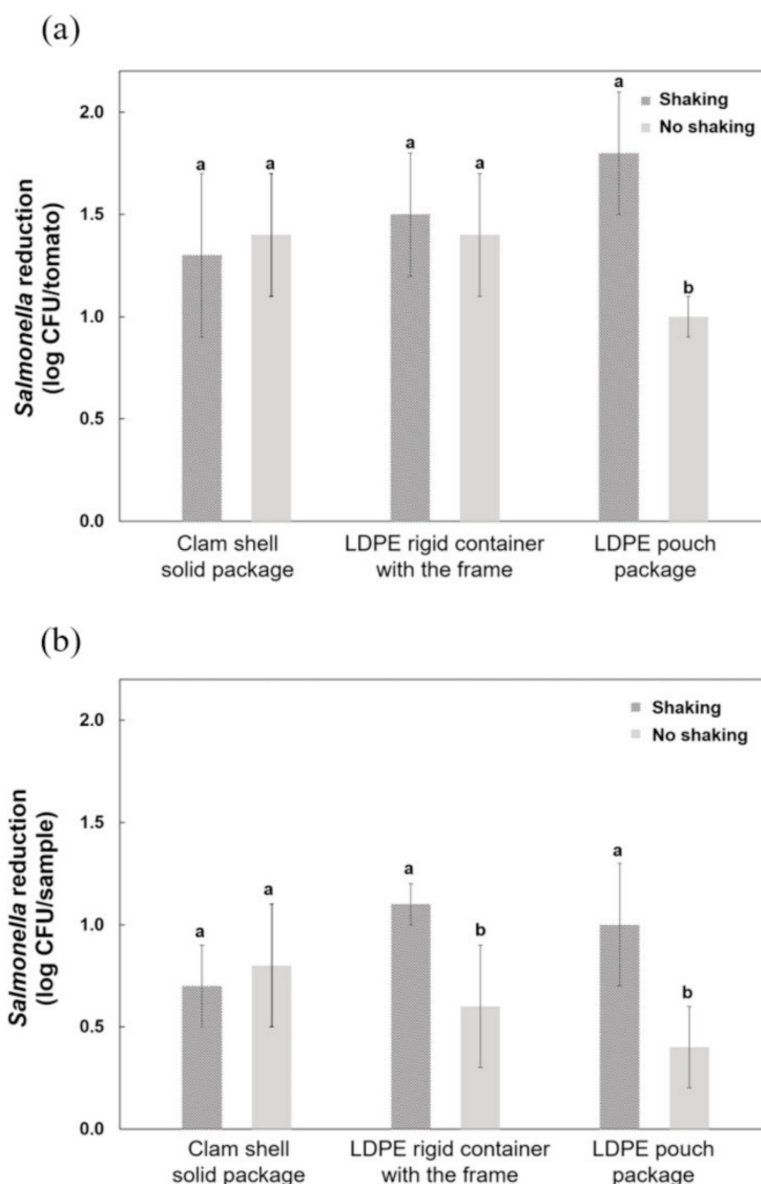 (a)
Salmonella reduction
(log CFU/tomato)
2.0
1.5
1.0
0.5
0.0
Shaking
No shaking
a
a
a
a
a
b
Clam shell
solid package
LDPE rigid container
with the frame
LDPE pouch
package
(b)
Salmonella reduction
(log CFU/sample)
2.0
1.5
1.0
0.5
0.0
Shaking
No shaking
a
a
a
b
a
b
Clam shell
solid package
LDPE rigid container
with the frame
LDPE pouch
package